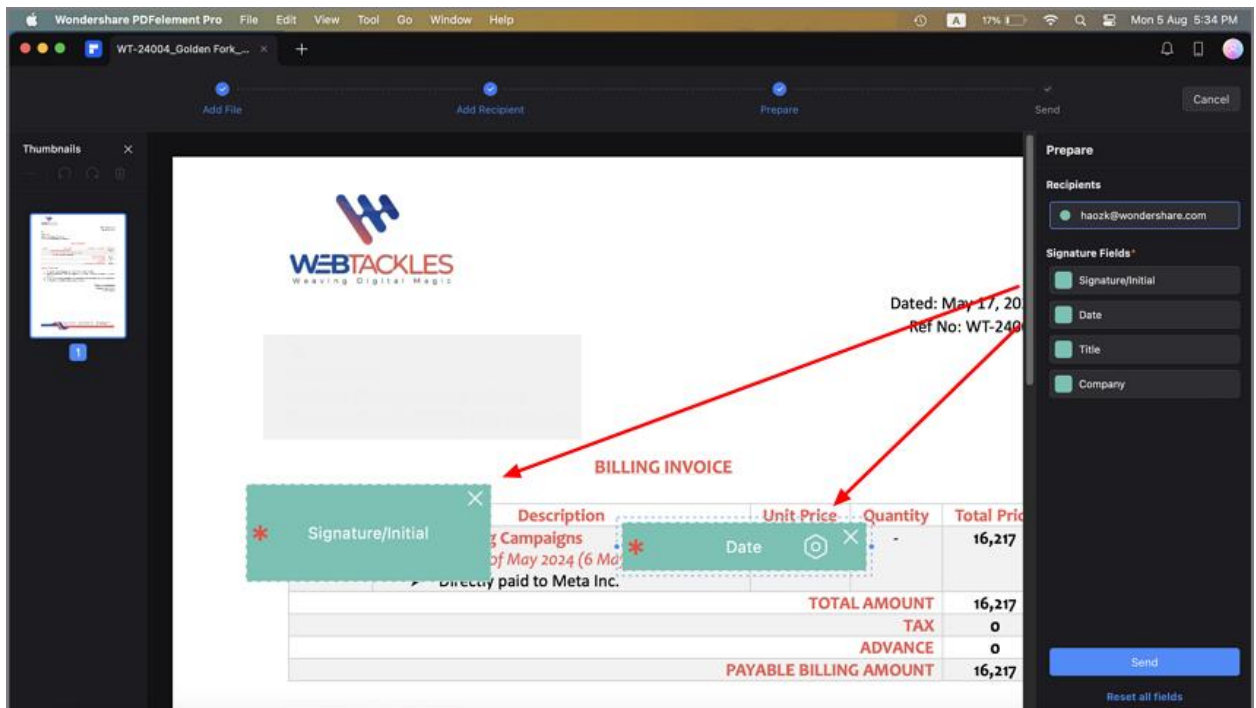 Wondershare PDFelement Pro File Edit View Tool Go Window Help A 17% Mon 5 Aug 5:34 PM
WT-24004_Golden Fork_... × +
Add File Add Recipient Prepare Send Cancel
Thumbnails ×
1
WEBTACKLES
Weaving Digital Magic
Dated: May 17, 20
Ref No: WT-240
BILLING INVOICE
Description Unit Price Quantity Total Pric
Signature/Initial
Campaigns - 16,217
of May 2024 (6 Ma
Date
Directly paid to Meta Inc.
TOTAL AMOUNT 16,217
TAX 0
ADVANCE 0
PAYABLE BILLING AMOUNT 16,217
Prepare
Recipients
haozk@wondershare.com
Signature Fields*
Signature/Initial
Date
Title
Company
Send
Reset all fields